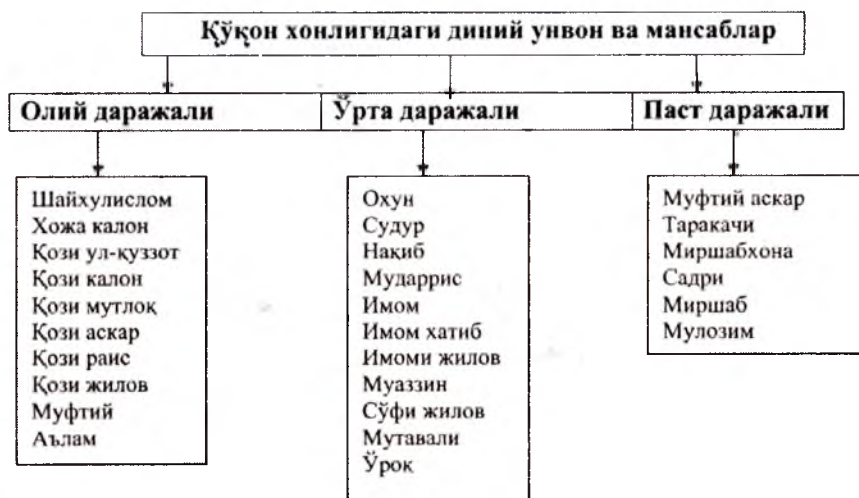 Қўқон хонлигидаги диний унвон ва мансаблар
Олий даражали
Ўрта даражали
Паст даражали
Шайхулислом
Хожа калон
Қози ул-қуззот
Қози калон
Қози мутлоқ
Қози аскар
Қози раис
Қози жилов
Муфтий
Аълам
Охун
Судур
Нақиб
Мударрис
Имом
Имом хатиб
Имоми жилов
Муаззин
Сўфи жилов
Мутавали
Ўроқ
Муфтий аскар
Таракачи
Миршабхона
Садри
Миршаб
Мулозим